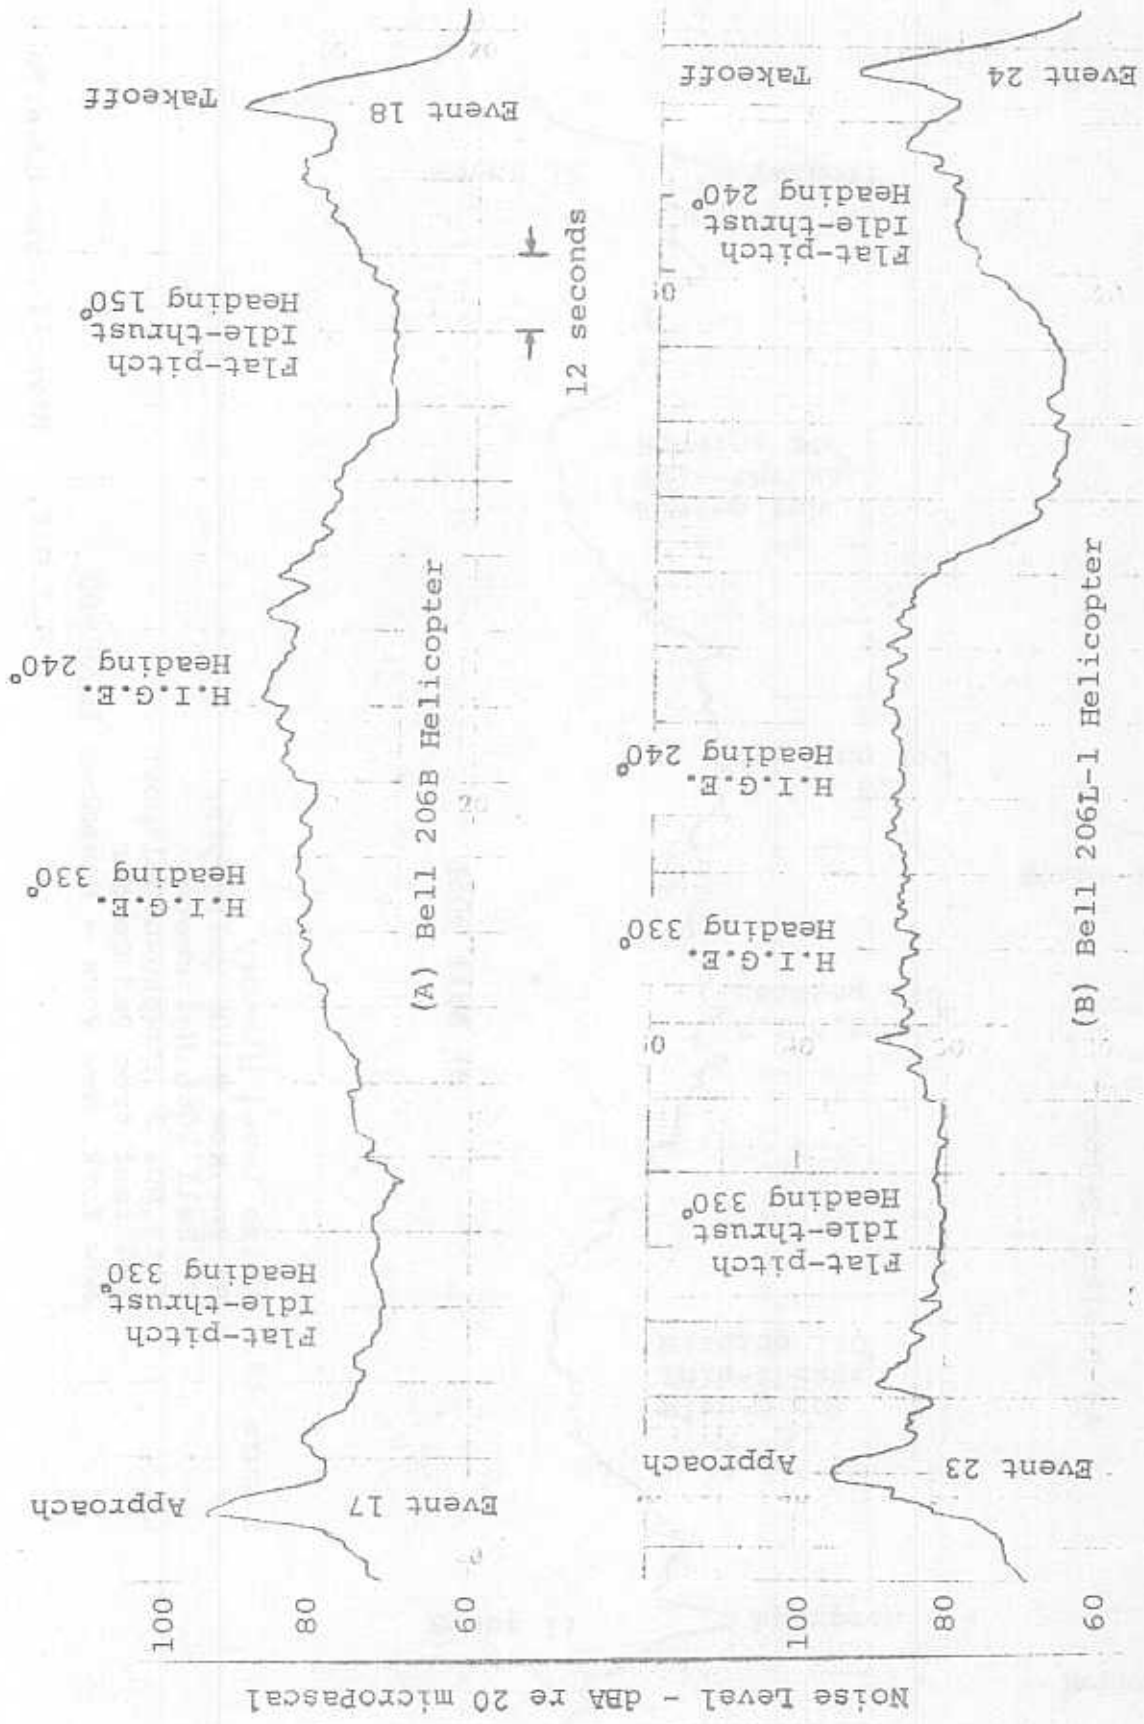 Noise Level - dBA re 20 microPascal
100
80
60
Approach
Event 17
Flat-pitch
Idle-thrust
Heading 330°
H.I.G.E.
Heading 330°
H.I.G.E.
Heading 240°
Flat-pitch
Idle-thrust
Heading 150°
12 seconds
Takeoff
Event 18
(A) Bell 206B Helicopter
100
80
60
Approach
Event 23
Flat-pitch
Idle-thrust
Heading 330°
H.I.G.E.
Heading 330°
H.I.G.E.
Heading 240°
Flat-pitch
Idle-thrust
Heading 240°
Takeoff
Event 24
(B) Bell 206L-1 Helicopter